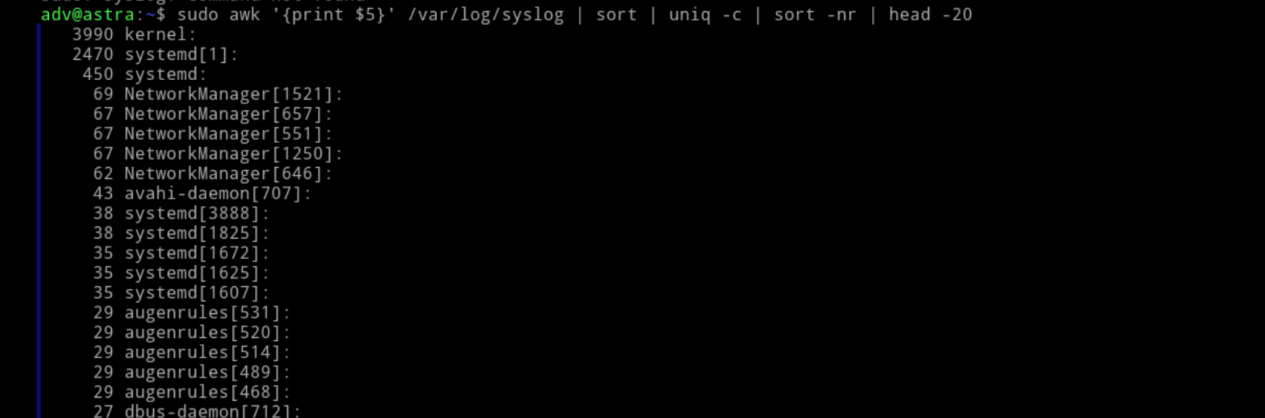 adv@astra:~$ sudo awk '{print $5}' /var/log/syslog | sort | uniq -c | sort -nr | head -20
3990 kernel:
2470 systemd[1]:
450 systemd:
69 NetworkManager[1521]:
67 NetworkManager[657]:
67 NetworkManager[551]:
67 NetworkManager[1250]:
62 NetworkManager[646]:
43 avahi-daemon[707]:
38 systemd[3888]:
38 systemd[1825]:
35 systemd[1672]:
35 systemd[1625]:
35 systemd[1607]:
29 augenrules[531]:
29 augenrules[520]:
29 augenrules[514]:
29 augenrules[489]:
29 augenrules[468]:
27 dbus-daemon[712]: